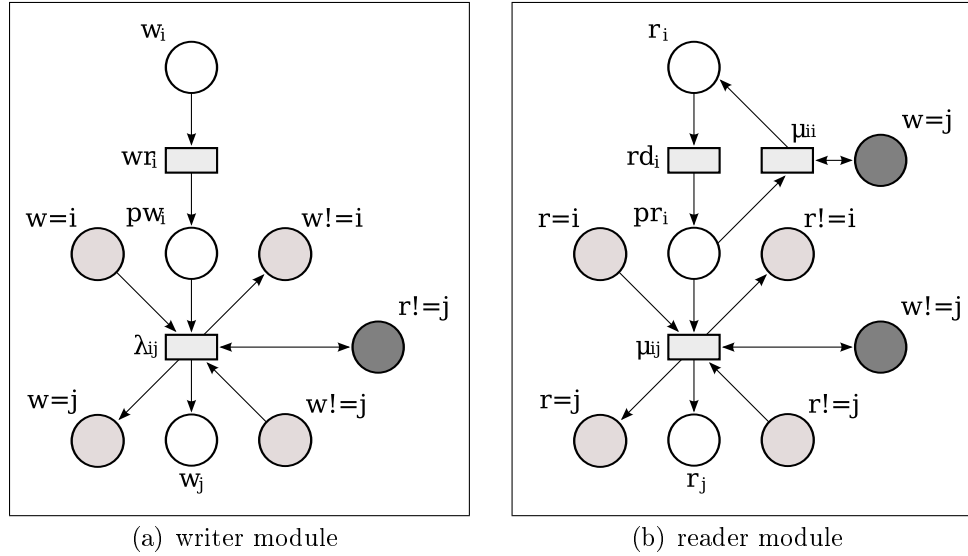 wᵢ
wrᵢ
w=i
pwᵢ
w!=i
r!=j
λᵢⱼ
w=j
w!=j
wⱼ
(a) writer module
rᵢ
μᵢᵢ
w=j
rdᵢ
r=i
prᵢ
r!=i
w!=j
μᵢⱼ
r=j
r!=j
rⱼ
(b) reader module